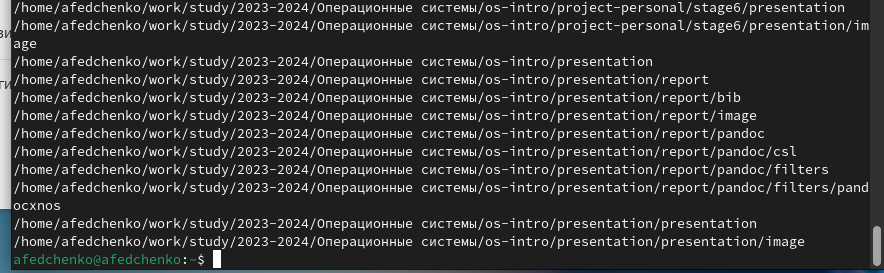 /home/afedchenko/work/study/2023-2024/Операционные системы/os-intro/project-personal/stage6/presentation
/home/afedchenko/work/study/2023-2024/Операционные системы/os-intro/project-personal/stage6/presentation/im
age
/home/afedchenko/work/study/2023-2024/Операционные системы/os-intro/presentation
/home/afedchenko/work/study/2023-2024/Операционные системы/os-intro/presentation/report
/home/afedchenko/work/study/2023-2024/Операционные системы/os-intro/presentation/report/bib
/home/afedchenko/work/study/2023-2024/Операционные системы/os-intro/presentation/report/image
/home/afedchenko/work/study/2023-2024/Операционные системы/os-intro/presentation/report/pandoc
/home/afedchenko/work/study/2023-2024/Операционные системы/os-intro/presentation/report/pandoc/csl
/home/afedchenko/work/study/2023-2024/Операционные системы/os-intro/presentation/report/pandoc/filters
/home/afedchenko/work/study/2023-2024/Операционные системы/os-intro/presentation/report/pandoc/filters/pand
ocxnos
/home/afedchenko/work/study/2023-2024/Операционные системы/os-intro/presentation/presentation
/home/afedchenko/work/study/2023-2024/Операционные системы/os-intro/presentation/presentation/image
afedchenko@afedchenko:~$